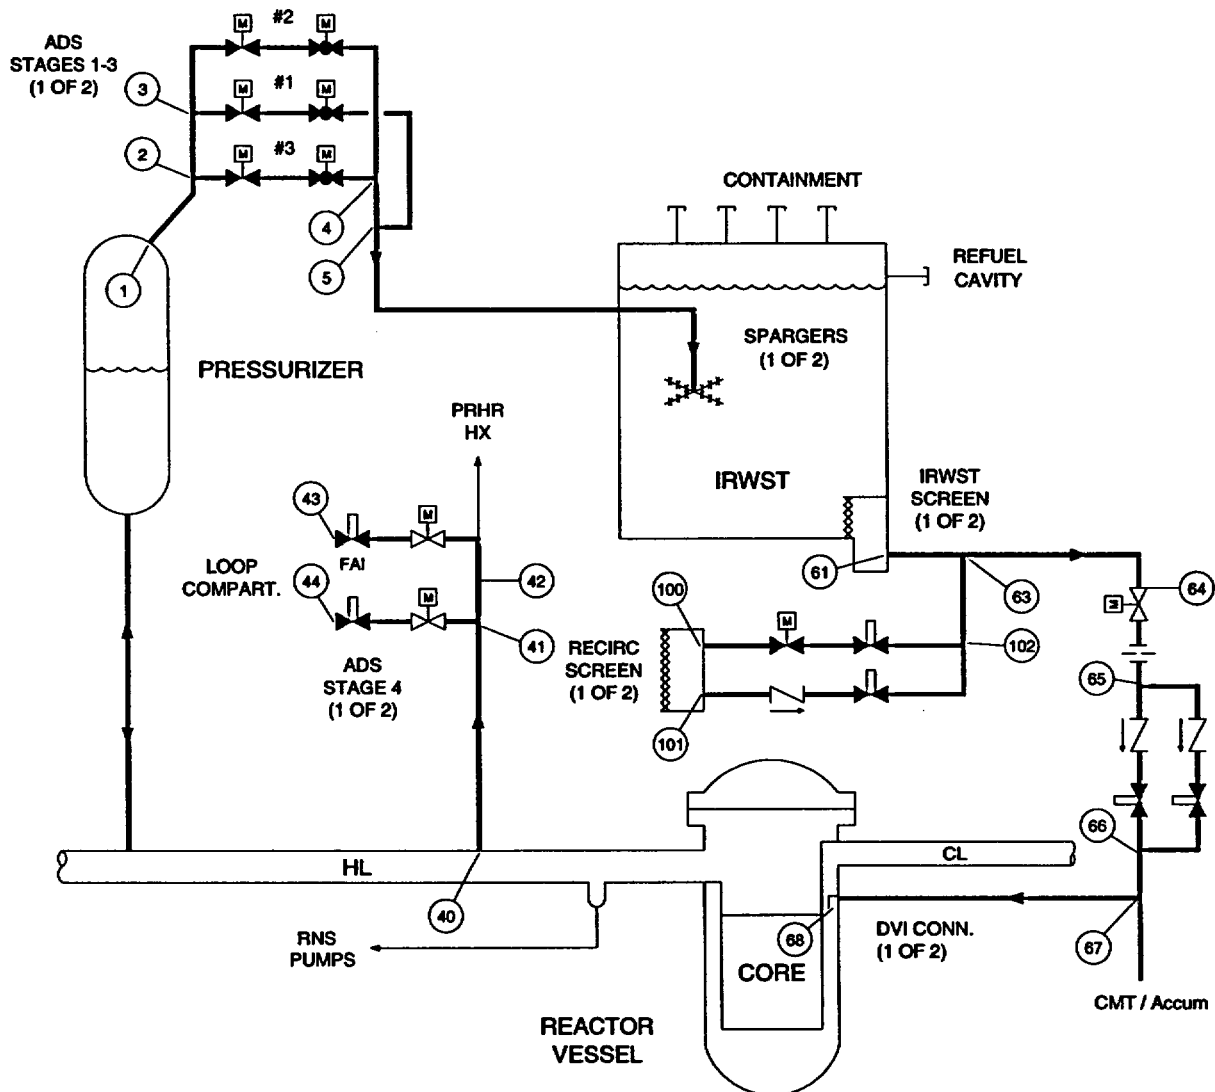 M
#2
M
ADS
STAGES 1-3
(1 OF 2)
3
M
#1
M
2
M
#3
M
4
5
1
PRESSURIZER
CONTAINMENT
REFUEL
CAVITY
SPARGERS
(1 OF 2)
IRWST
IRWST
SCREEN
(1 OF 2)
PRHR
HX
43
M
FAI
LOOP
COMPART.
44
M
42
41
ADS
STAGE 4
(1 OF 2)
61
63
64
M
100
M
102
RECIRC
SCREEN
(1 OF 2)
101
65
66
HL
CL
40
RNS
PUMPS
68
DVI CONN.
(1 OF 2)
67
CORE
CMT / Accum
REACTOR
VESSEL